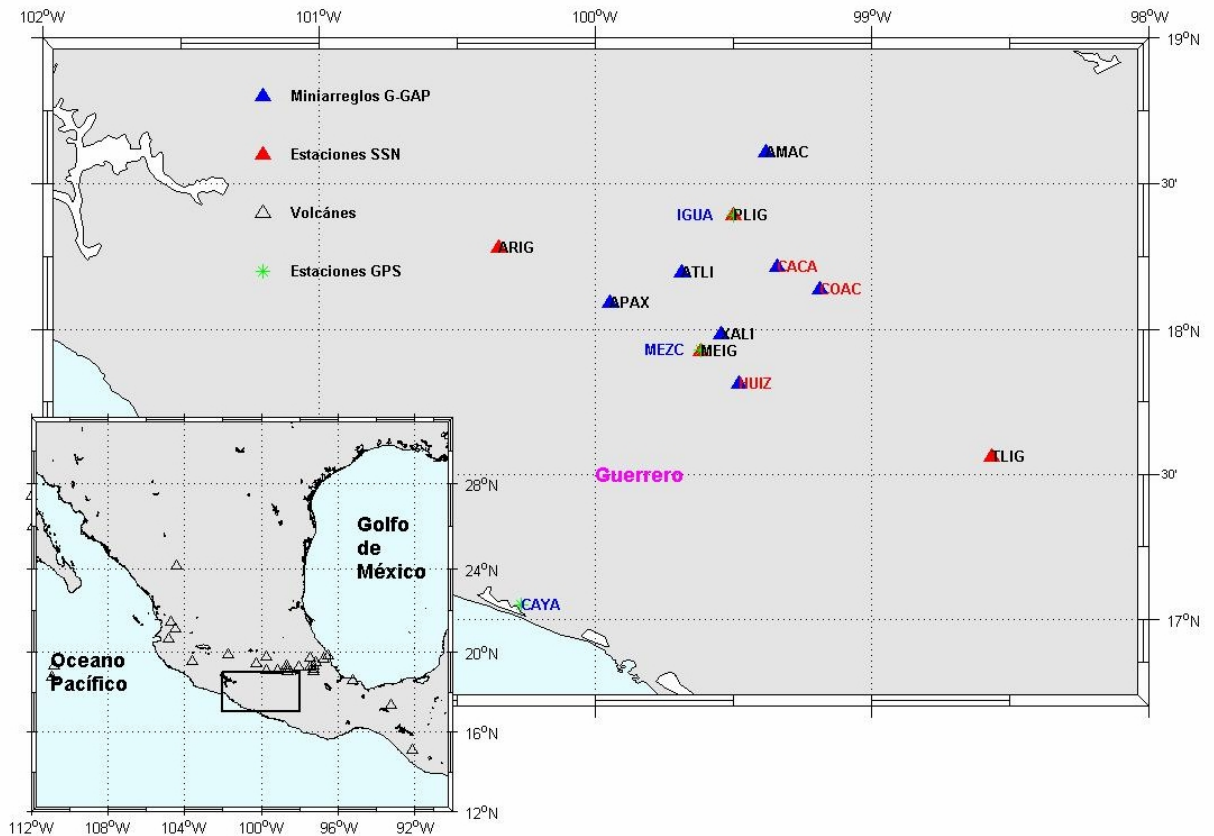 102°W
101°W
100°W
99°W
98°W
19°N
Miniarreglos G-GAP
AMAC
Estaciones SSN
30'
Volcánes
IGUA
PLIG
ARIG
CACA
Estaciones GPS
ATLI
COAC
APAX
18°N
XALI
MEZC
MEIG
HUIZ
TLIG
Guerrero
30'
28°N
Golfo
de
México
24°N
CAYA
17°N
20°N
Oceano
Pacífico
16°N
12°N
112°W
108°W
104°W
100°W
96°W
92°W